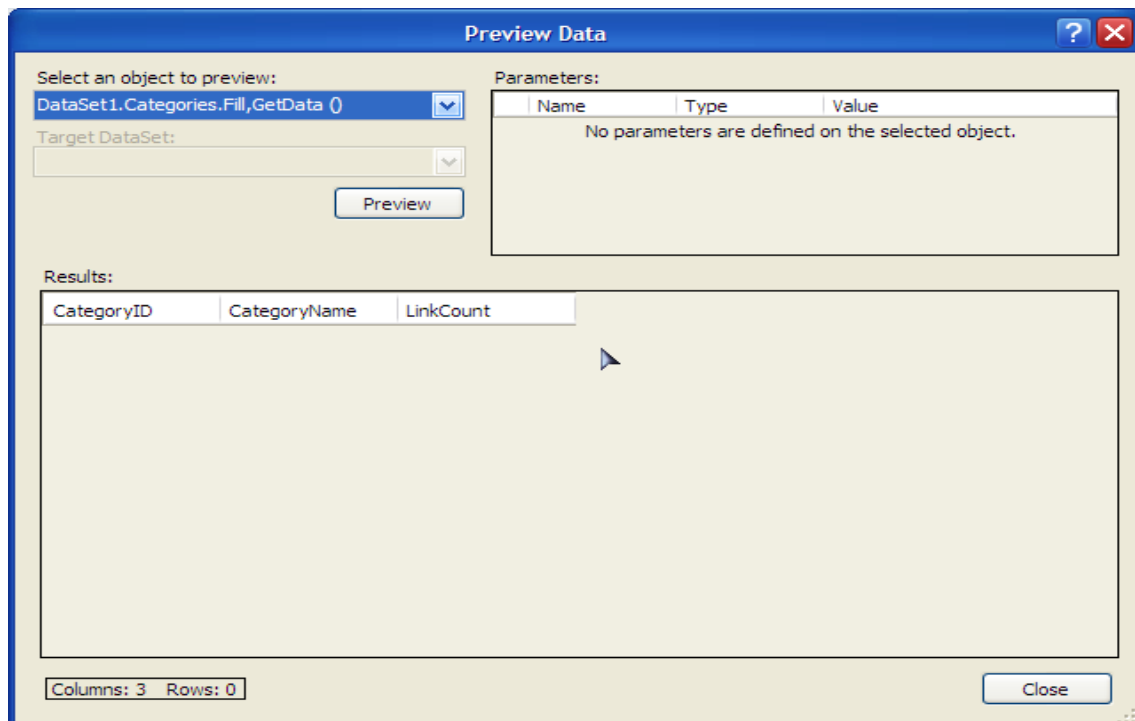 Preview Data
?
Select an object to preview:
DataSet1.Categories.Fill,GetData ()
Target DataSet:
Preview
Parameters:
Name Type Value
No parameters are defined on the selected object.
Results:
CategoryID CategoryName LinkCount
Columns: 3 Rows: 0
Close